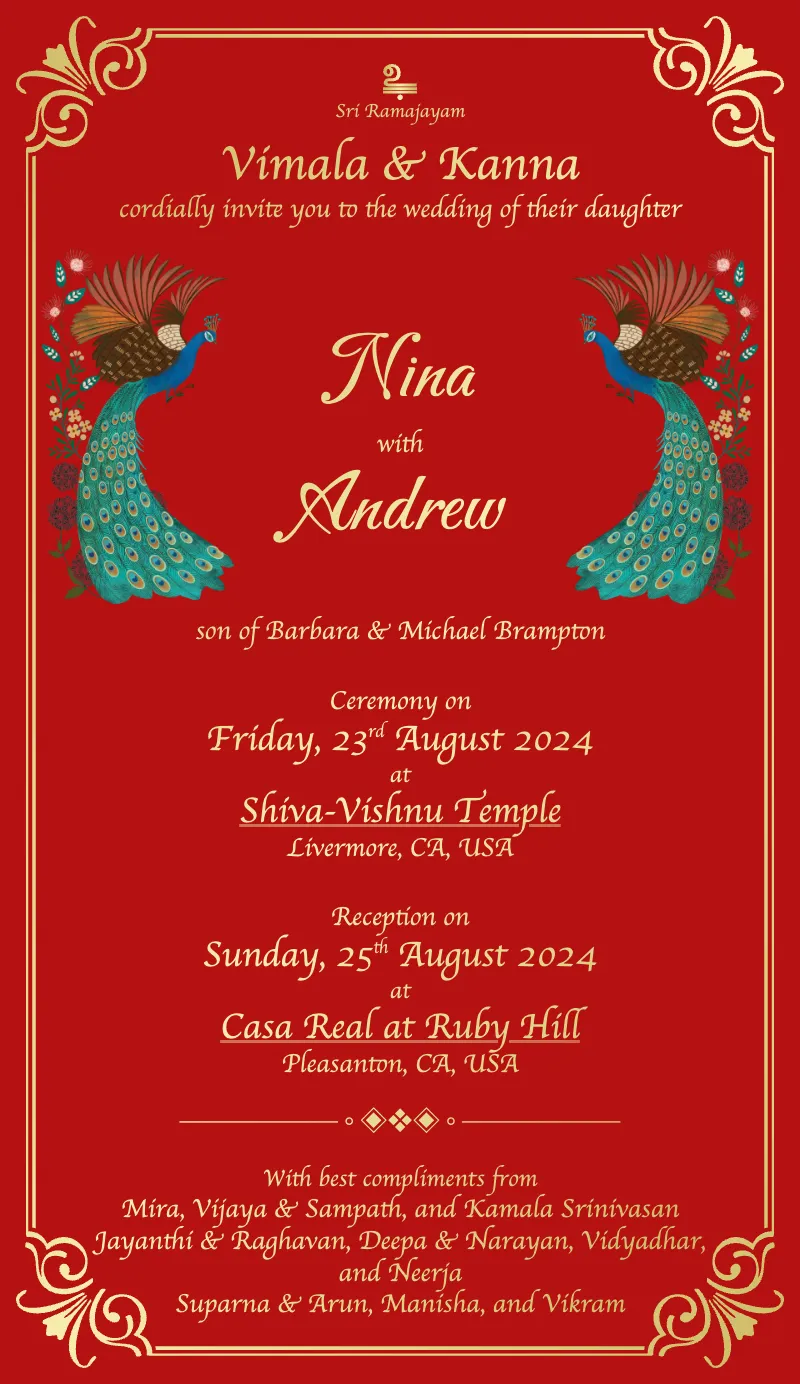 உ
Sri Ramajayam
Vimala & Kanna
cordially invite you to the wedding of their daughter
Nina
with
Andrew
son of Barbara & Michael Brampton
Ceremony on
Friday, 23rd August 2024
at
Shiva-Vishnu Temple
Livermore, CA, USA
Reception on
Sunday, 25th August 2024
at
Casa Real at Ruby Hill
Pleasanton, CA, USA
With best compliments from
Mira, Vijaya & Sampath, and Kamala Srinivasan
Jayanthi & Raghavan, Deepa & Narayan, Vidyadhar,
and Neerja
Suparna & Arun, Manisha, and Vikram